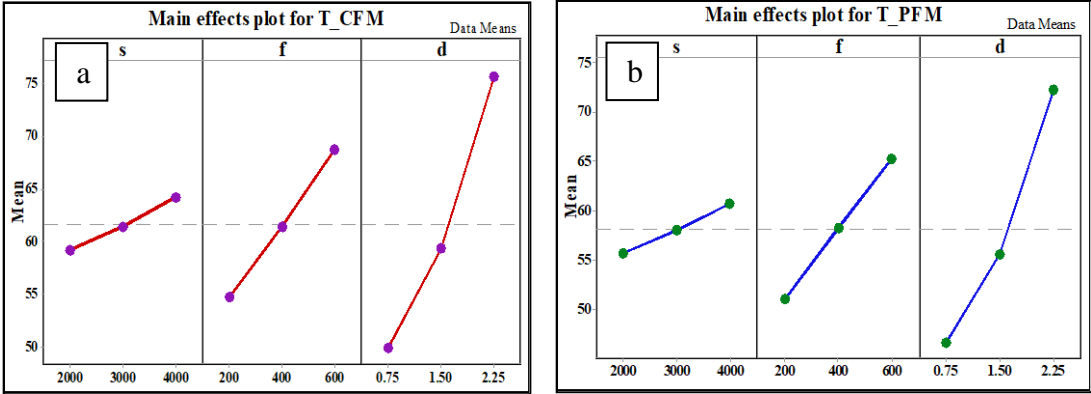 Main effects plot for T_CFM
Data Means
s f d
a
75
70
65
60
55
50
Mean
2000 3000 4000 200 400 600 0.75 1.50 2.25
Main effects plot for T_PFM
Data Means
s f d
b
75
70
65
60
55
50
Mean
2000 3000 4000 200 400 600 0.75 1.50 2.25